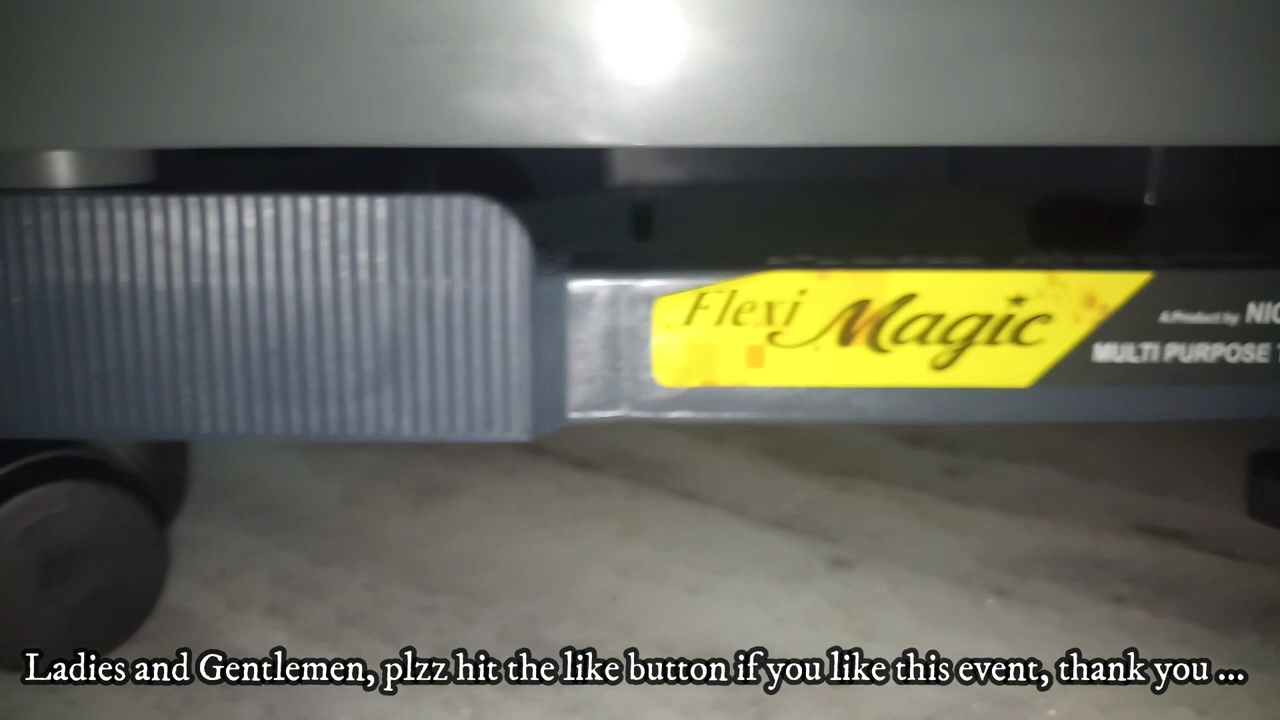 Flexi Magic
A Product by
MULTI PURPOSE
Ladies and Gentlemen, plzz hit the like button if you like this event, thank you ...